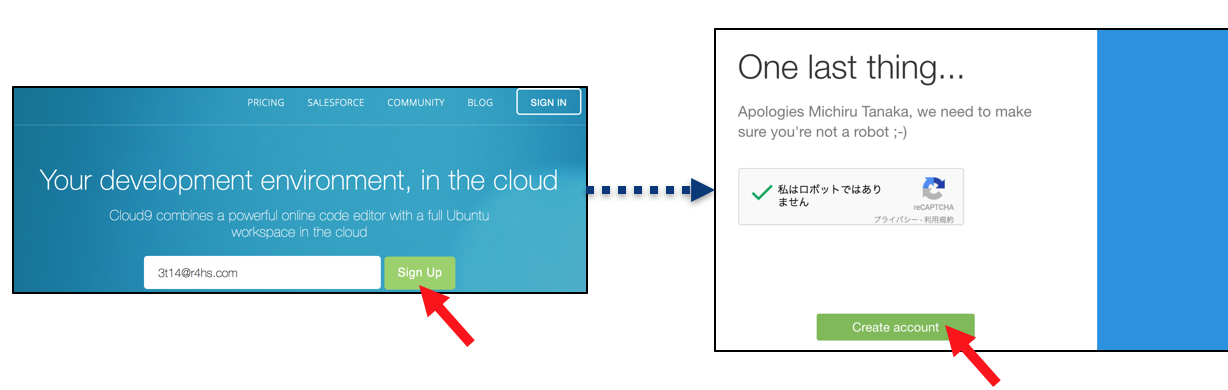 PRICING SALESFORCE COMMUNITY BLOG SIGN IN
Your development environment, in the cloud
Cloud9 combines a powerful online code editor with a full Ubuntu
workspace in the cloud
3t14@r4hs.com Sign Up
One last thing...
Apologies Michiru Tanaka, we need to make
sure you're not a robot ;-)
私はロボットではあり
ません
reCAPTCHA
プライバシー - 利用規約
Create account